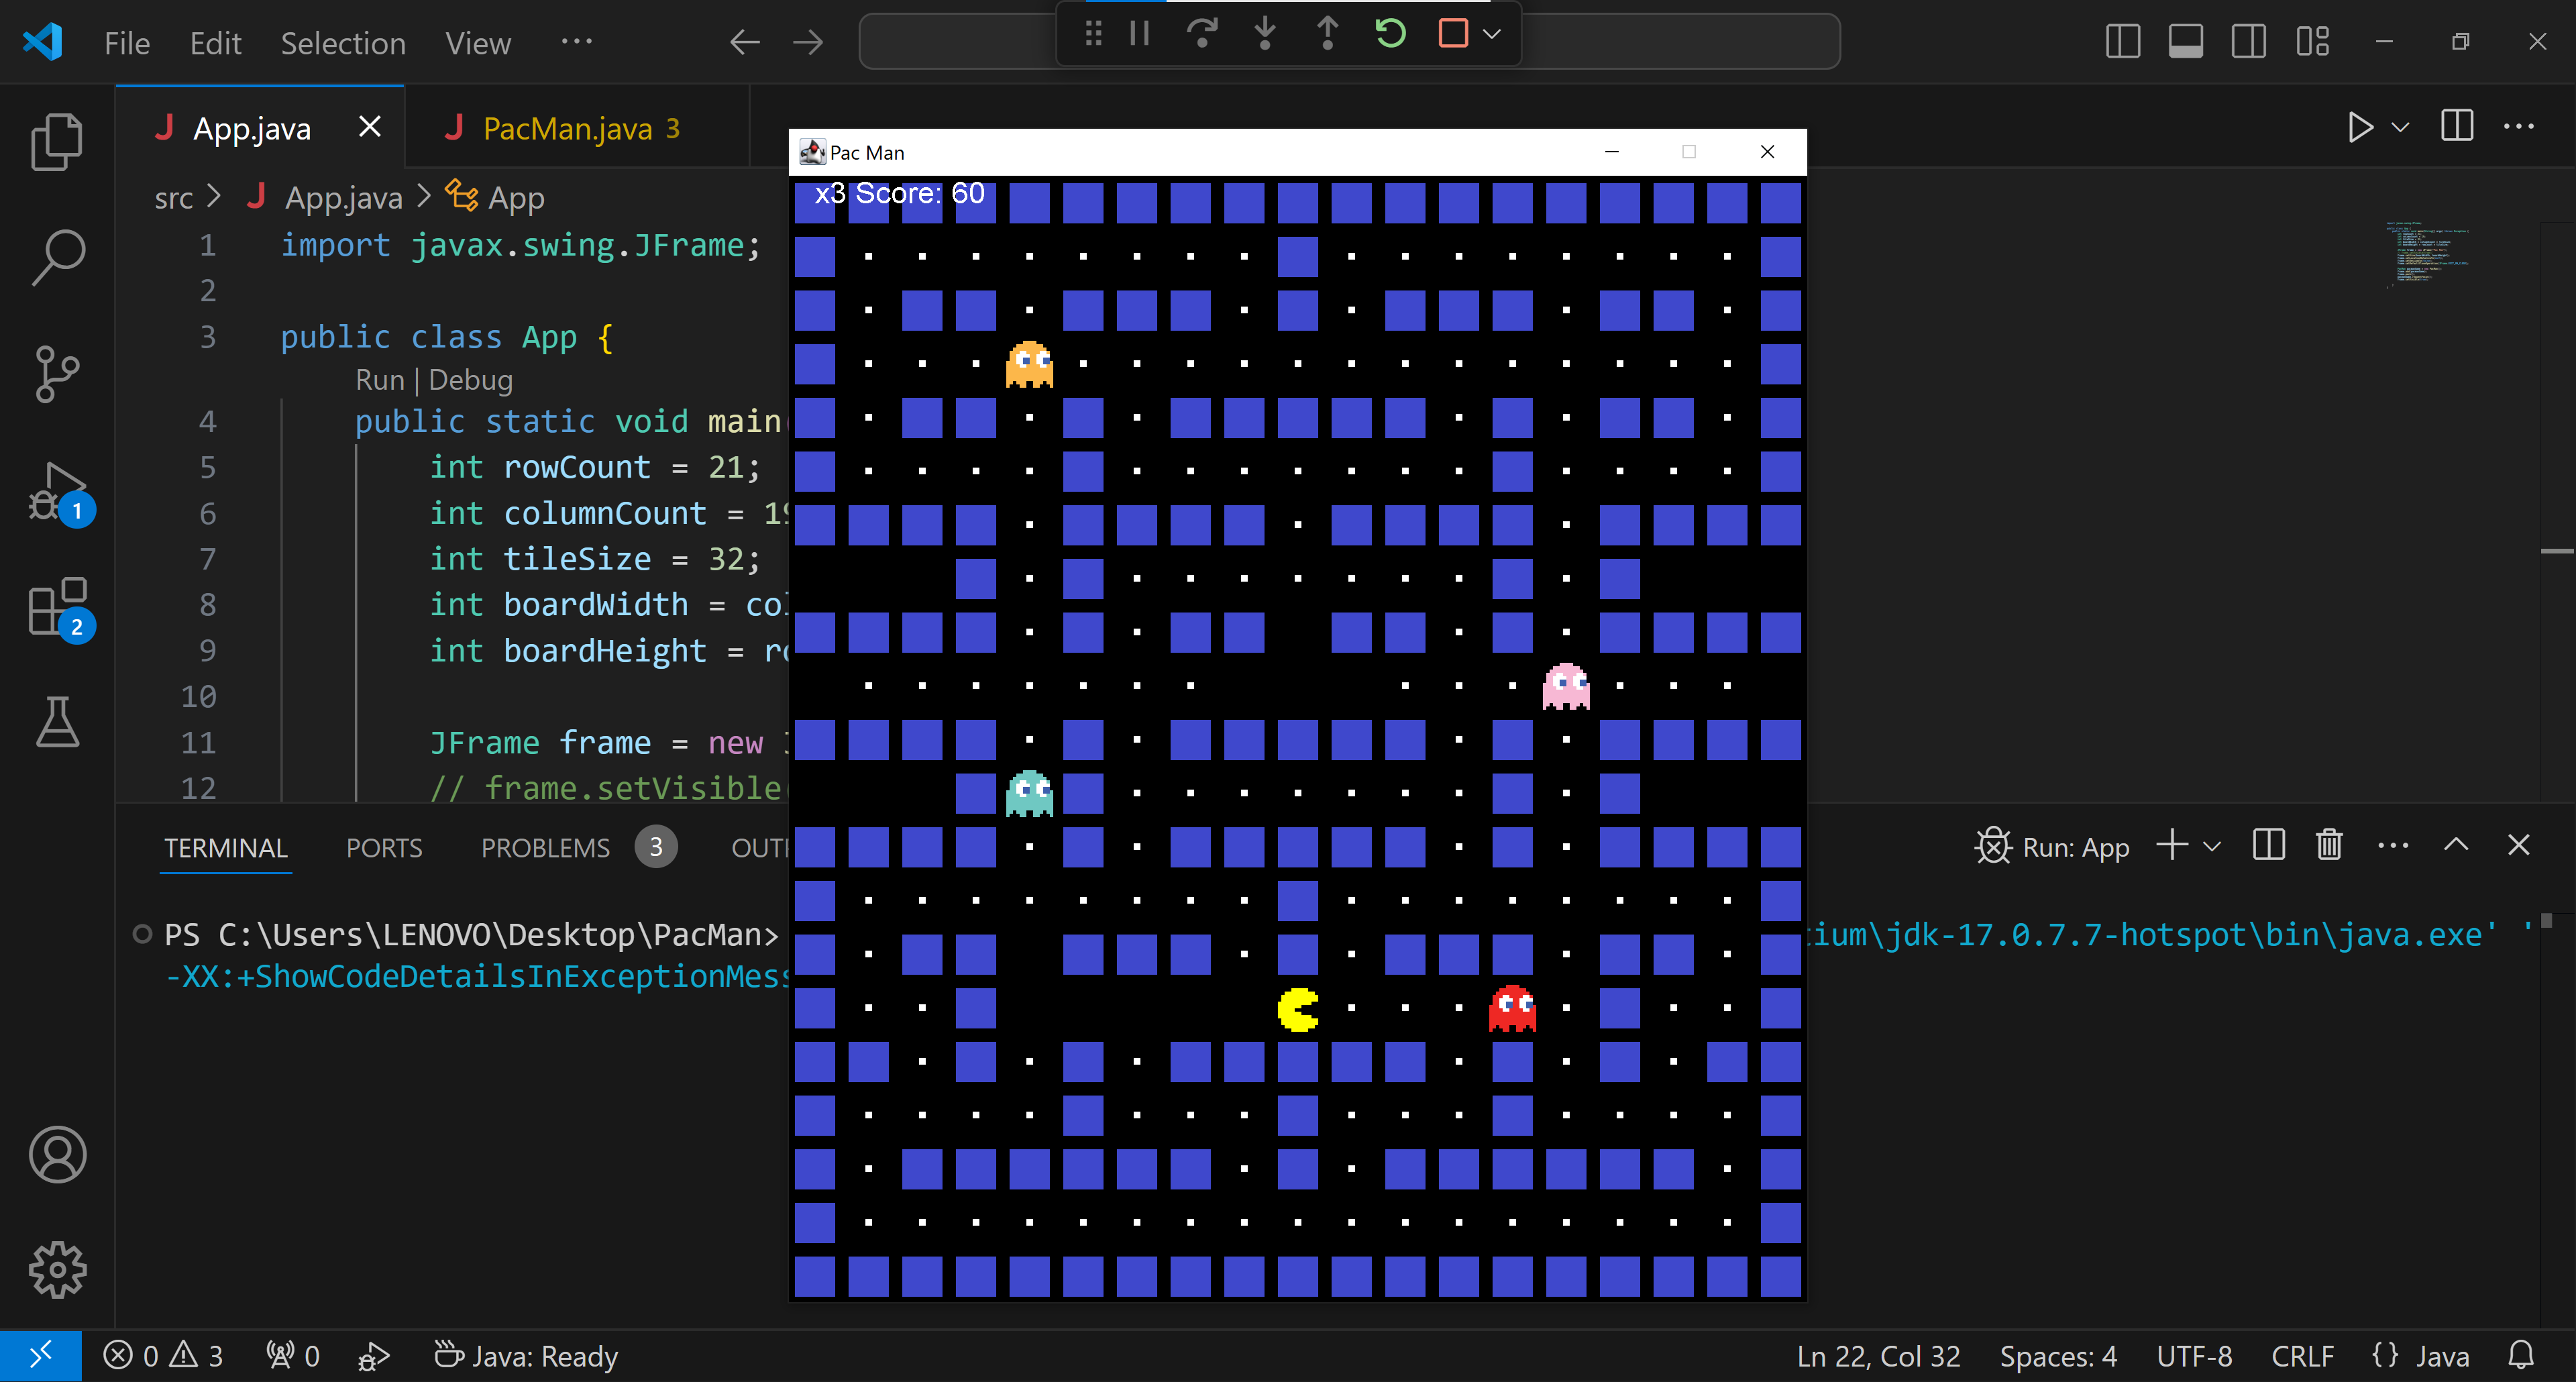 File Edit Selection View ...
App.java PacMan.java 3
src > App.java > App
1 import javax.swing.JFrame;
2
3 public class App {
Run | Debug
4 public static void main
5 int rowCount = 21;
6 int columnCount = 19
7 int tileSize = 32;
8 int boardWidth =
9 int boardHeight =
10
11 JFrame frame = new
12 // frame.setVisible
1
2
Pac Man
x3 Score: 60
TERMINAL PORTS PROBLEMS 3
Run: App
PS C:\Users\LENOVO\Desktop\PacMan> \jdk-17.0.7.7-hotspot\bin\java.exe' '
-XX:+ShowCodeDetailsInExceptionMess
0 3 0 Java: Ready Ln 22, Col 32 Spaces: 4 UTF-8 CRLF {} Java